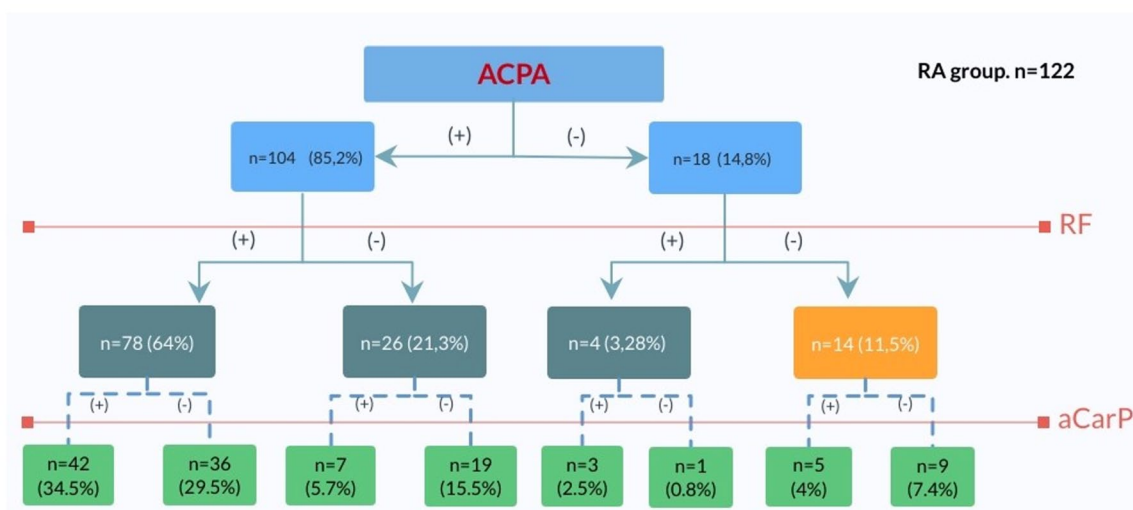 ACPA
RA group. n=122
(+)
(-)
n=104 (85,2%)
n=18 (14,8%)
RF
(+)
(-)
(+)
(-)
n=78 (64%)
n=26 (21,3%)
n=4 (3,28%)
n=14 (11,5%)
(+)
(-)
(+)
(-)
(+)
(-)
(+)
(-)
aCarP
n=42
(34.5%)
n=36
(29.5%)
n=7
(5.7%)
n=19
(15.5%)
n=3
(2.5%)
n=1
(0.8%)
n=5
(4%)
n=9
(7.4%)